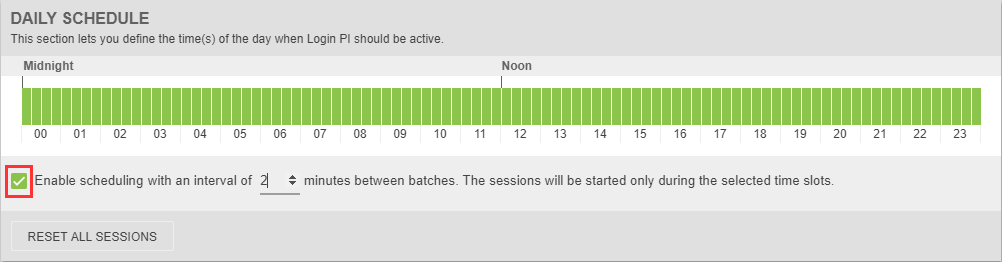 DAILY SCHEDULE
This section lets you define the time(s) of the day when Login PI should be active.
Midnight Noon
00 01 02 03 04 05 06 07 08 09 10 11 12 13 14 15 16 17 18 19 20 21 22 23
Enable scheduling with an interval of 2 minutes between batches. The sessions will be started only during the selected time slots.
RESET ALL SESSIONS